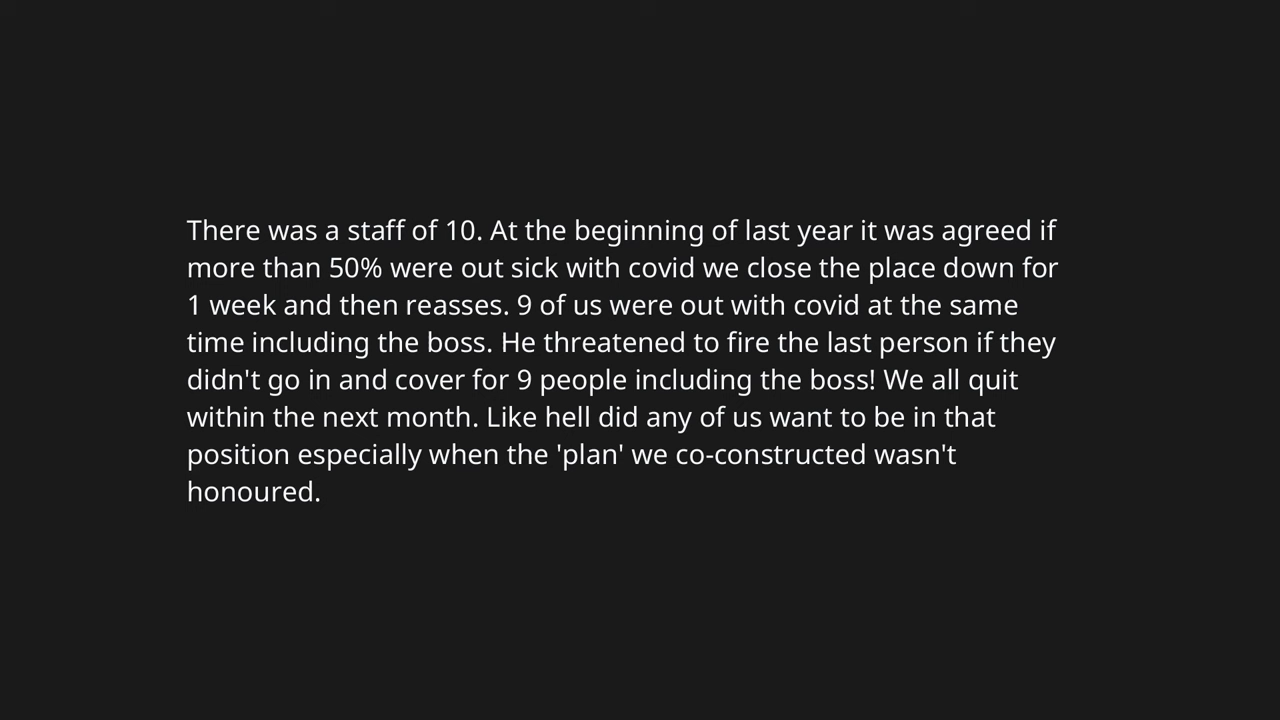 There was a staff of 10. At the beginning of last year it was agreed if
more than 50% were out sick with covid we close the place down for
1 week and then reasses. 9 of us were out with covid at the same
time including the boss. He threatened to fire the last person if they
didn't go in and cover for 9 people including the boss! We all quit
within the next month. Like hell did any of us want to be in that
position especially when the 'plan' we co-constructed wasn't
honoured.